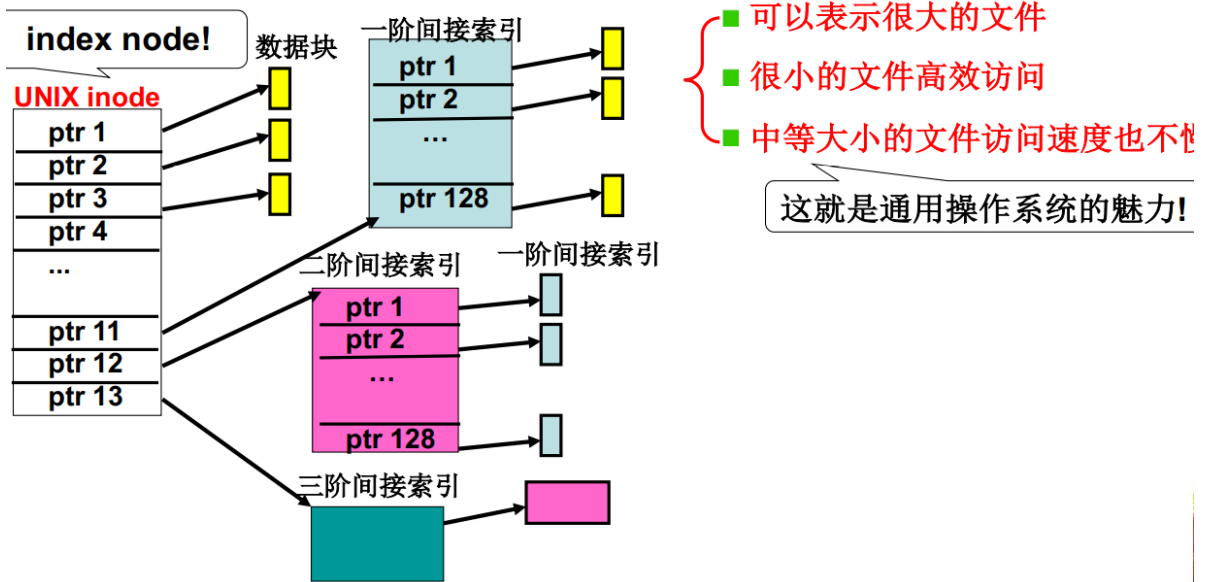 index node!
数据块
UNIX inode
ptr 1
ptr 2
ptr 3
ptr 4
...
ptr 11
ptr 12
ptr 13
一阶间接索引
ptr 1
ptr 2
...
ptr 128
二阶间接索引
一阶间接索引
ptr 1
ptr 2
...
ptr 128
三阶间接索引
可以表示很大的文件
很小的文件高效访问
中等大小的文件访问速度也不慢
这就是通用操作系统的魅力!